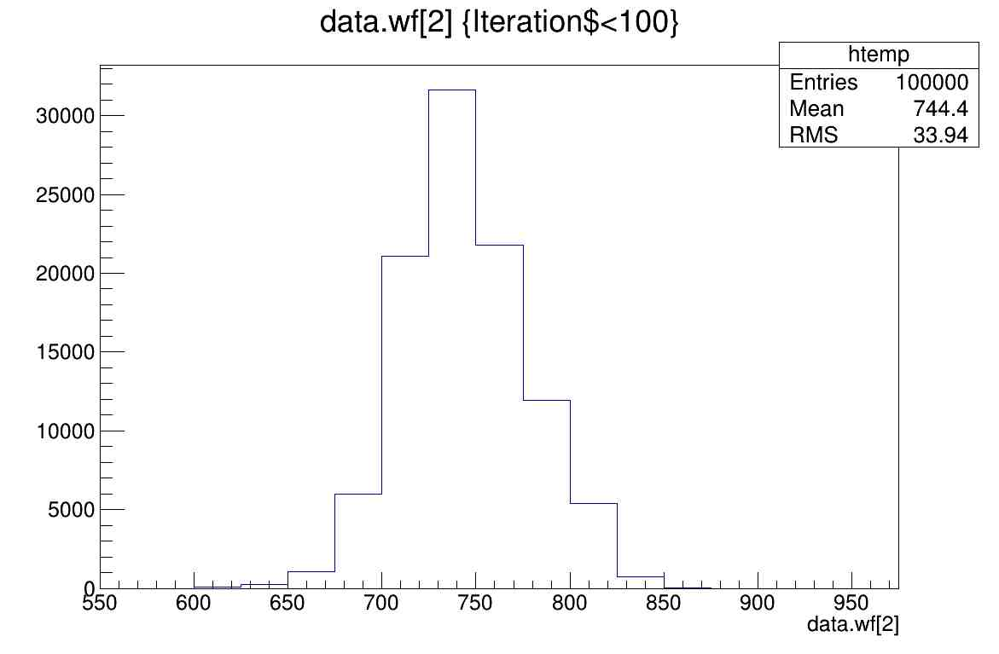 data.wf[2] {Iteration$<100}
htemp
Entries 100000
Mean 744.4
RMS 33.94
30000
25000
20000
15000
10000
5000
0
550 600 650 700 750 800 850 900 950
data.wf[2]